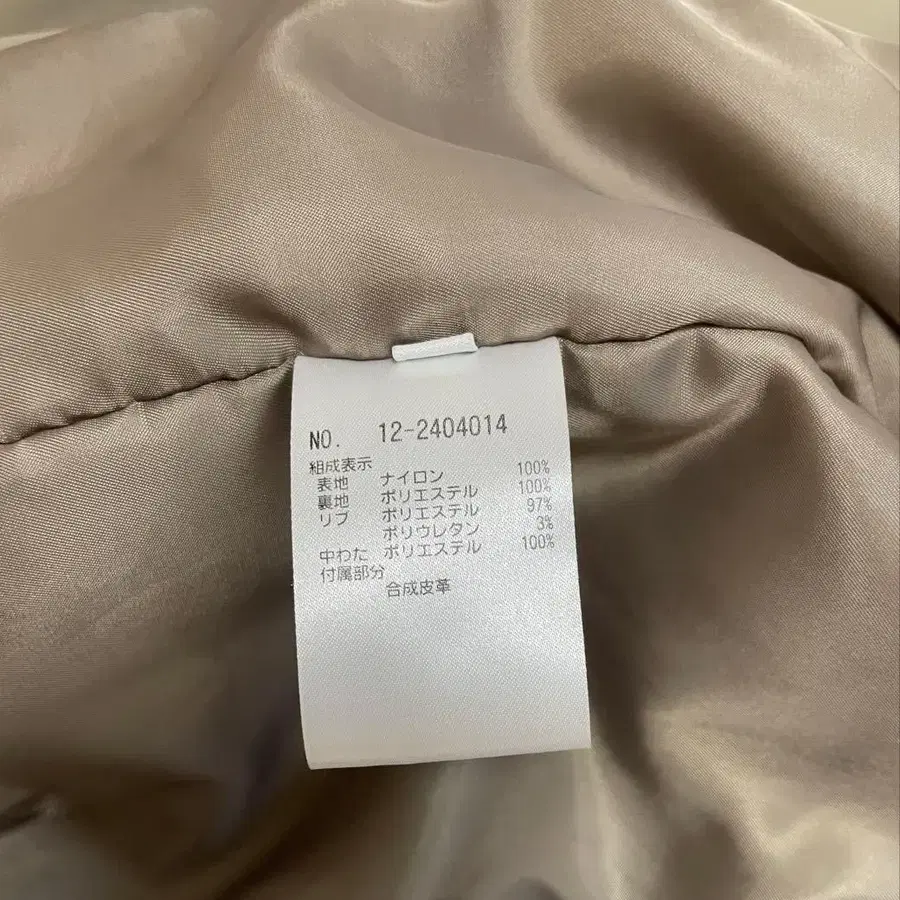 NO. 12-2404014
組成表示
表地 ナイロン 100%
裏地 ポリエステル 100%
リブ ポリエステル 97%
ポリウレタン 3%
中わた ポリエステル 100%
付属部分
合成皮革